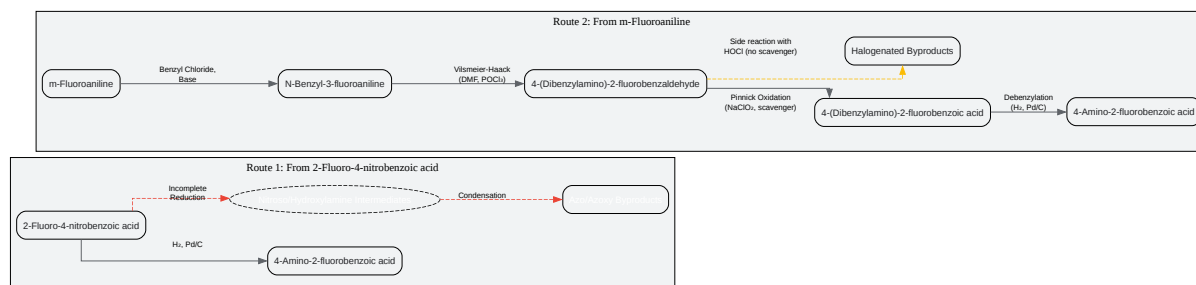 Route 2: From m-Fluoroaniline
Side reaction with
HOCl (no scavenger)
Halogenated Byproducts
Benzyl Chloride,
Base
Vilsmeier-Haack
(DMF, POCl₃)
m-Fluoroaniline
N-Benzyl-3-fluoroaniline
4-(Dibenzylamino)-2-fluorobenzaldehyde
Pinnick Oxidation
(NaClO₂, scavenger)
Debenzylation
(H₂, Pd/C)
4-(Dibenzylamino)-2-fluorobenzoic acid
4-Amino-2-fluorobenzoic acid
Route 1: From 2-Fluoro-4-nitrobenzoic acid
Incomplete
Reduction
Condensation
2-Fluoro-4-nitrobenzoic acid
H₂, Pd/C
4-Amino-2-fluorobenzoic acid